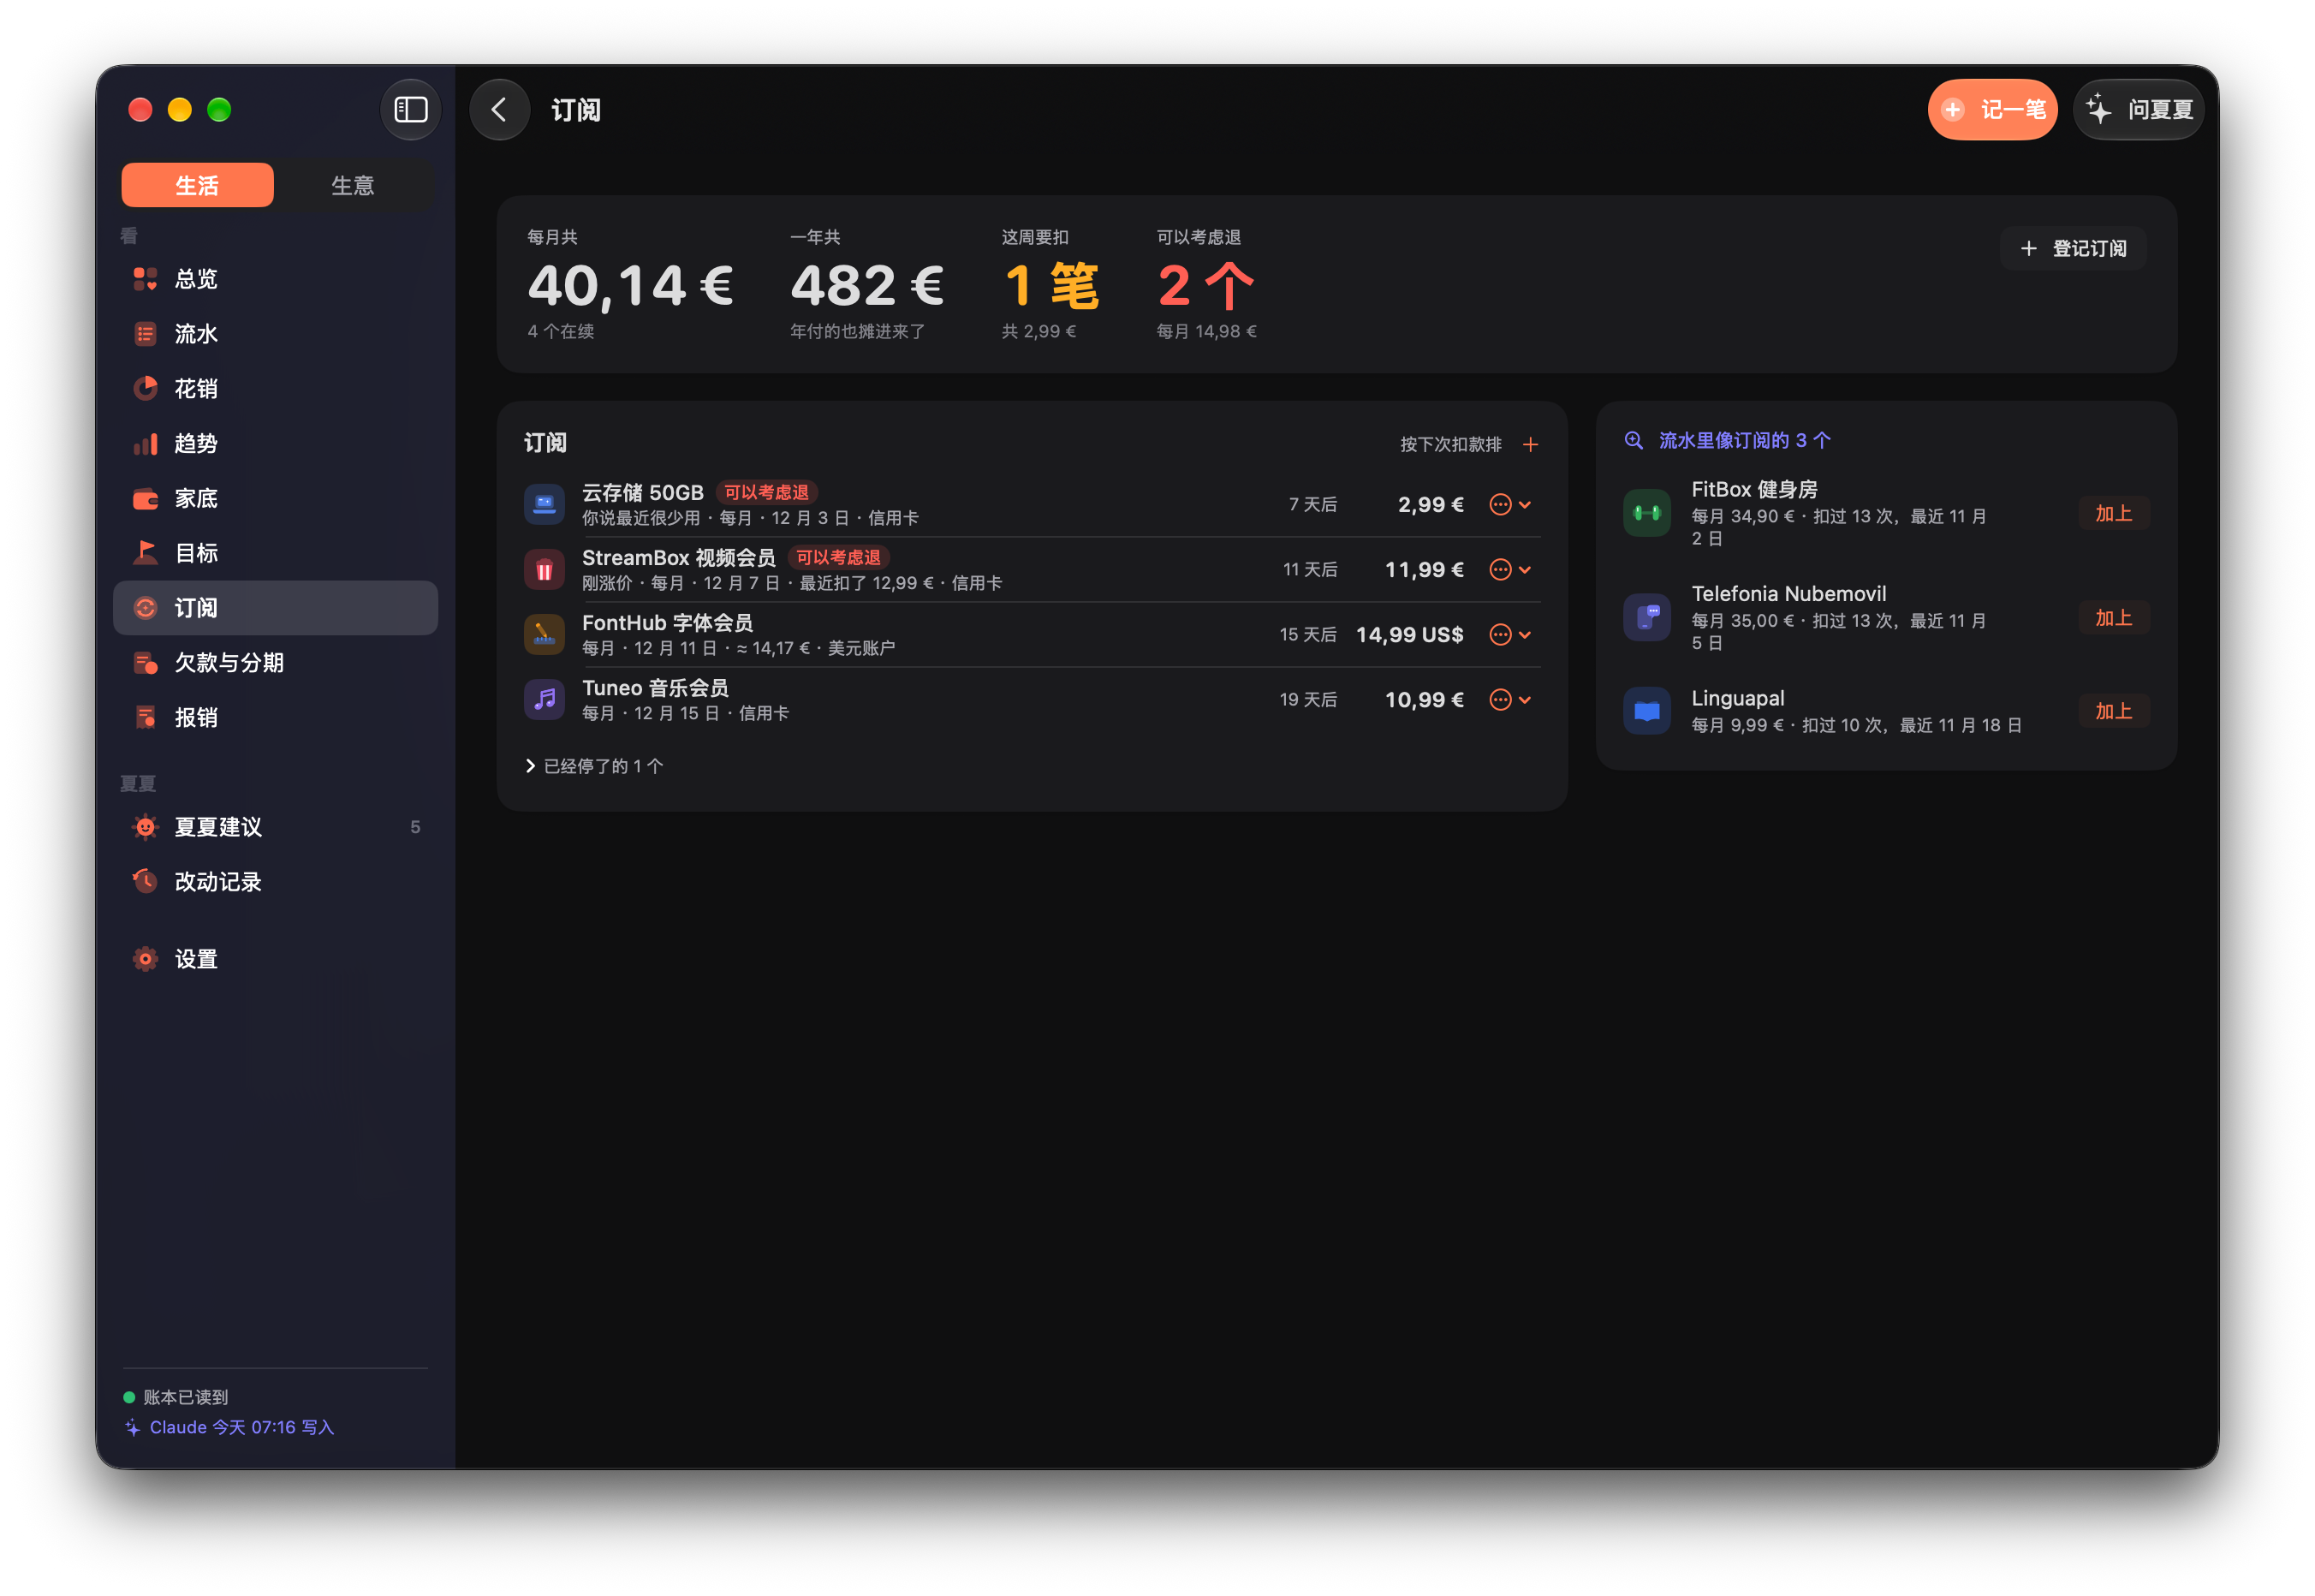 生活
生意
看
总览
流水
花销
趋势
家底
目标
订阅
欠款与分期
报销
夏夏
夏夏建议 5
改动记录
设置
账本已读到
Claude 今天 07:16 写入
订阅
记一笔
问夏夏
每月共
40,14 €
4 个在续
一年共
482 €
年付的也摊进来了
这周要扣
1 笔
共 2,99 €
可以考虑退
2 个
每月 14,98 €
登记订阅
订阅
按下次扣款排
云存储 50GB 可以考虑退
你说最近很少用 · 每月 · 12 月 3 日 · 信用卡
7 天后 2,99 €
StreamBox 视频会员 可以考虑退
刚涨价 · 每月 · 12 月 7 日 · 最近扣了 12,99 € · 信用卡
11 天后 11,99 €
FontHub 字体会员
每月 · 12 月 11 日 · ≈ 14,17 € · 美元账户
15 天后 14,99 US$
Tuneo 音乐会员
每月 · 12 月 15 日 · 信用卡
19 天后 10,99 €
已经停了的 1 个
流水里像订阅的 3 个
FitBox 健身房
每月 34,90 € · 扣过 13 次，最近 11 月
2 日
加上
Telefonia Nubemovil
每月 35,00 € · 扣过 13 次，最近 11 月
5 日
加上
Linguapal
每月 9,99 € · 扣过 10 次，最近 11 月 18 日
加上